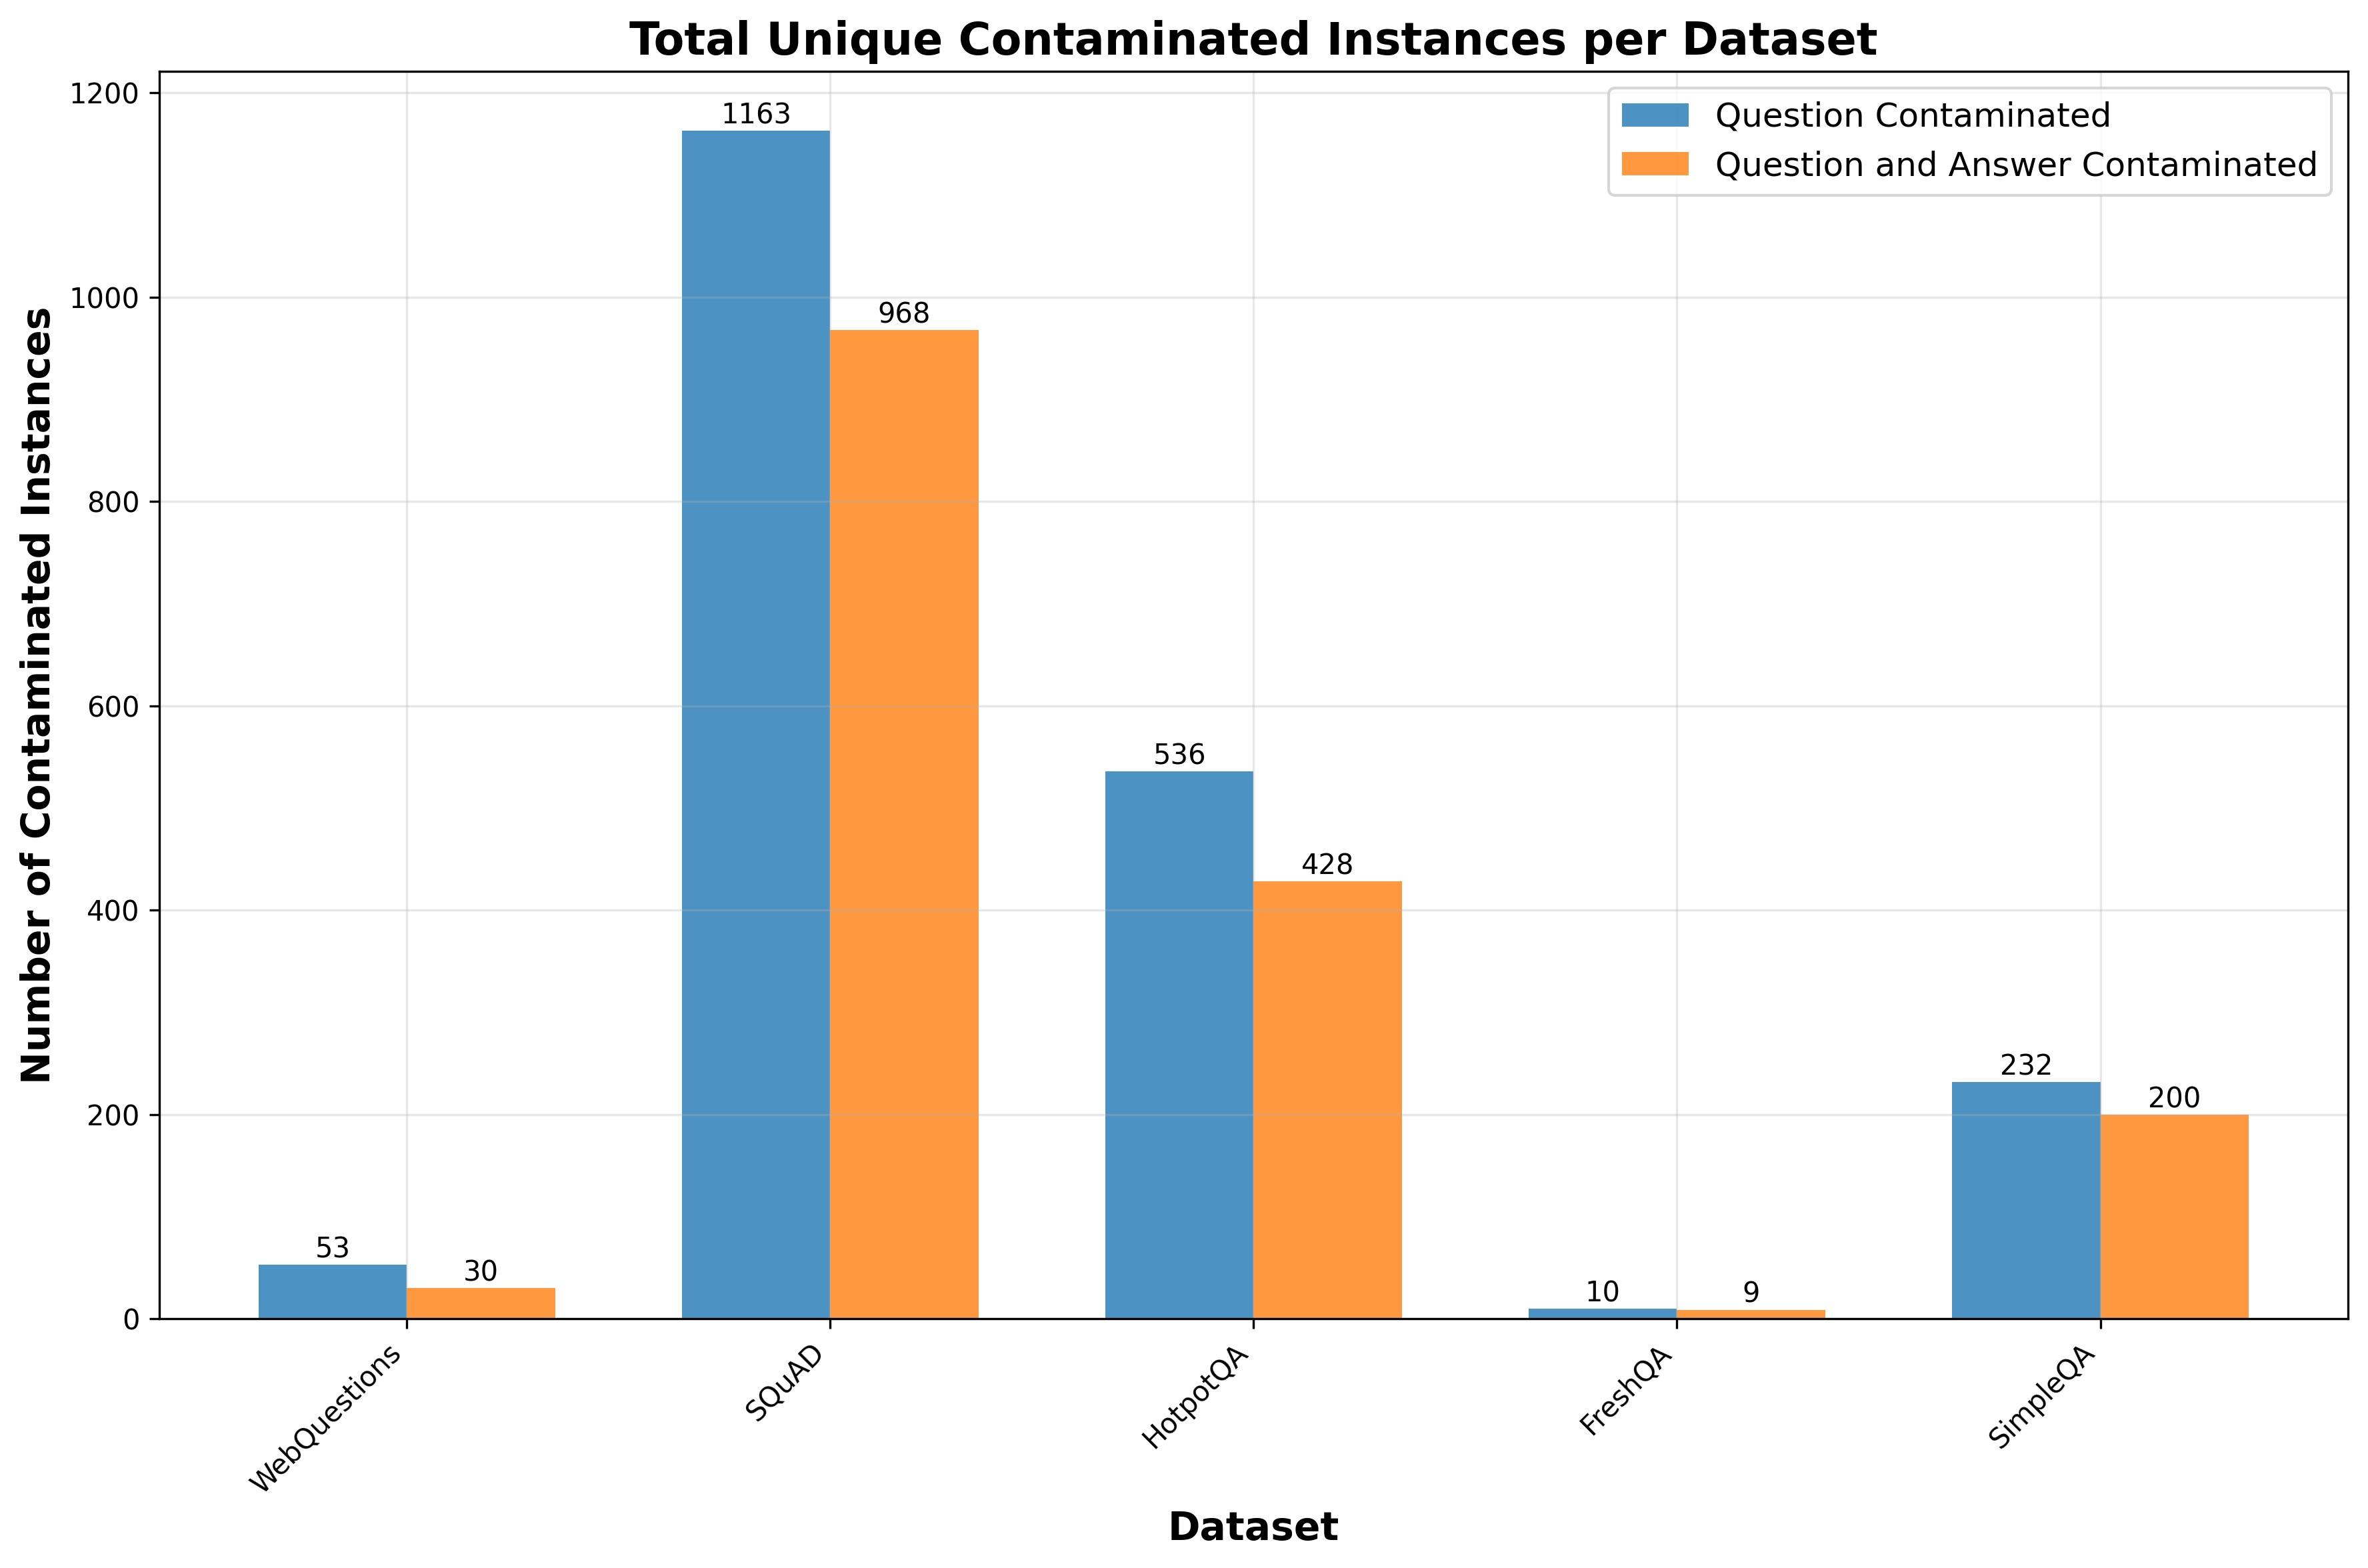 Total Unique Contaminated Instances per Dataset
Question Contaminated
Question and Answer Contaminated
Number of Contaminated Instances
1200
1000
800
600
400
200
0
53
30
1163
968
536
428
10
9
232
200
WebQuestions
SQuAD
HotpotQA
FreshQA
SimpleQA
Dataset